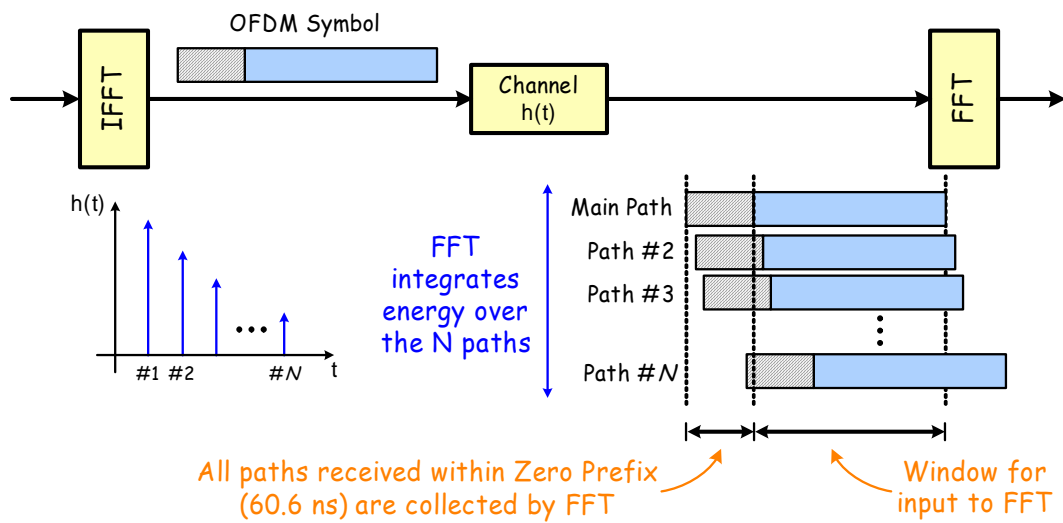 OFDM Symbol
IFFT
Channel
h(t)
FFT
h(t)
#1
#2
#N
t
FFT
integrates
energy over
the N paths
Main Path
Path #2
Path #3
Path #N
All paths received within Zero Prefix
(60.6 ns) are collected by FFT
Window for
input to FFT